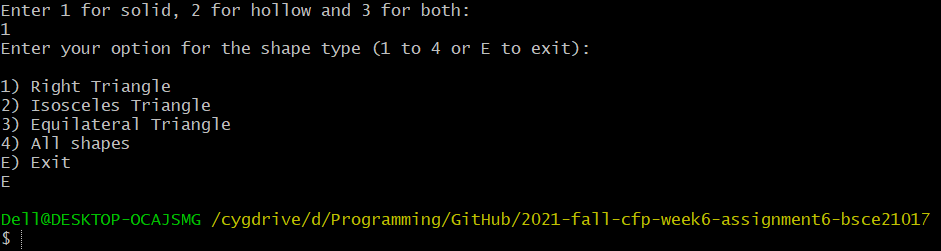 Enter 1 for solid, 2 for hollow and 3 for both:
1
Enter your option for the shape type (1 to 4 or E to exit):
1) Right Triangle
2) Isosceles Triangle
3) Equilateral Triangle
4) All shapes
E) Exit
E
Dell@DESKTOP-OCAJSMG /cygdrive/d/Programming/GitHub/2021-fall-cfp-week6-assignment6-bsce21017
$